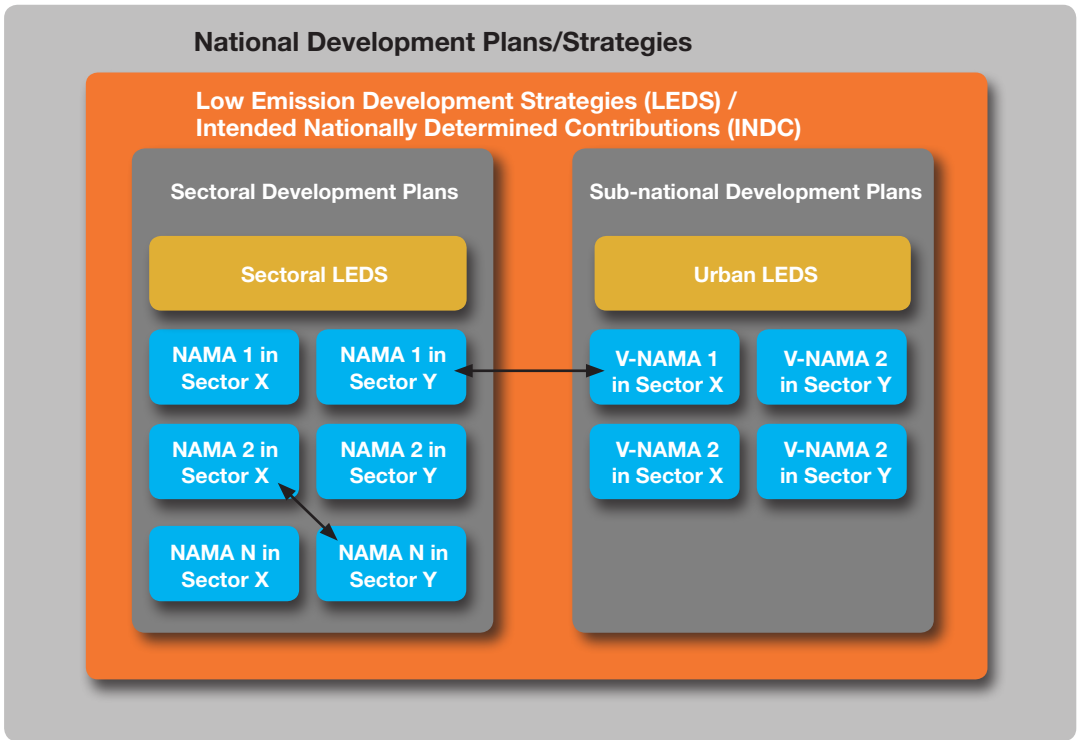 National Development Plans/Strategies
Low Emission Development Strategies (LEDS) /
Intended Nationally Determined Contributions (INDC)
Sectoral Development Plans
Sectoral LEDS
NAMA 1 in
Sector X
NAMA 1 in
Sector Y
NAMA 2 in
Sector X
NAMA 2 in
Sector Y
NAMA N in
Sector X
NAMA N in
Sector Y
Sub-national Development Plans
Urban LEDS
V-NAMA 1
in Sector X
V-NAMA 2
in Sector Y
V-NAMA 2
in Sector X
V-NAMA 2
in Sector Y